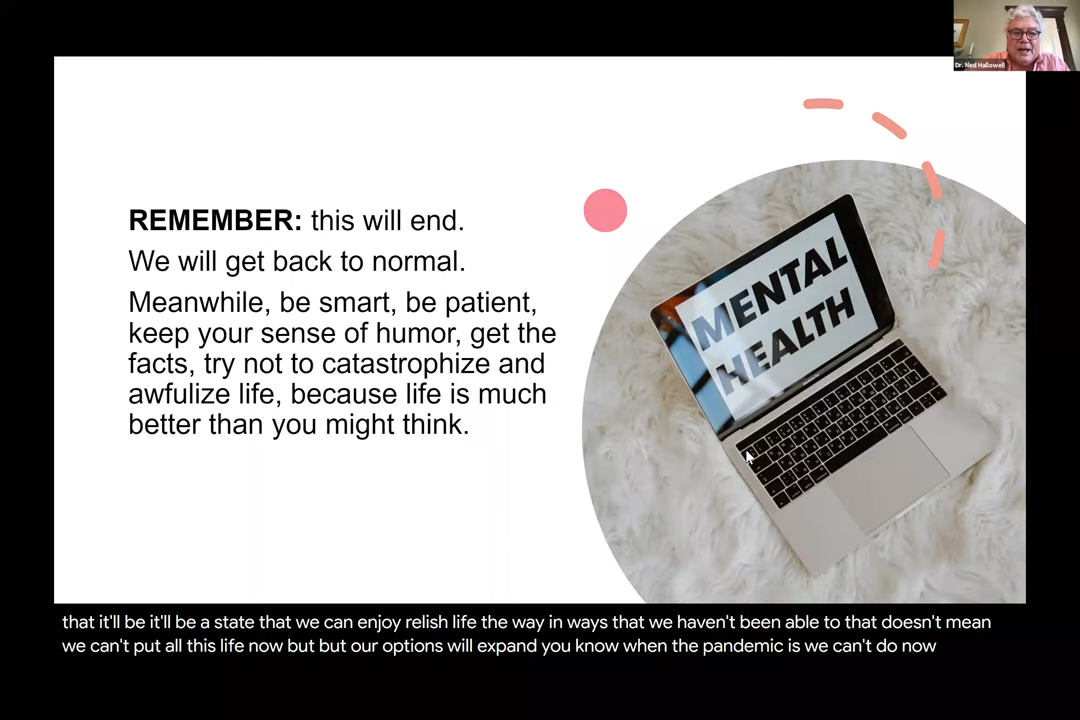 Dr. Ned Hallowell
REMEMBER: this will end.
We will get back to normal.
Meanwhile, be smart, be patient,
keep your sense of humor, get the
facts, try not to catastrophize and
awfulize life, because life is much
better than you might think.
MENTAL
HEALTH
that it'll be it'll be a state that we can enjoy relish life the way in ways that we haven't been able to that doesn't mean
we can't put all this life now but but our options will expand you know when the pandemic is we can't do now